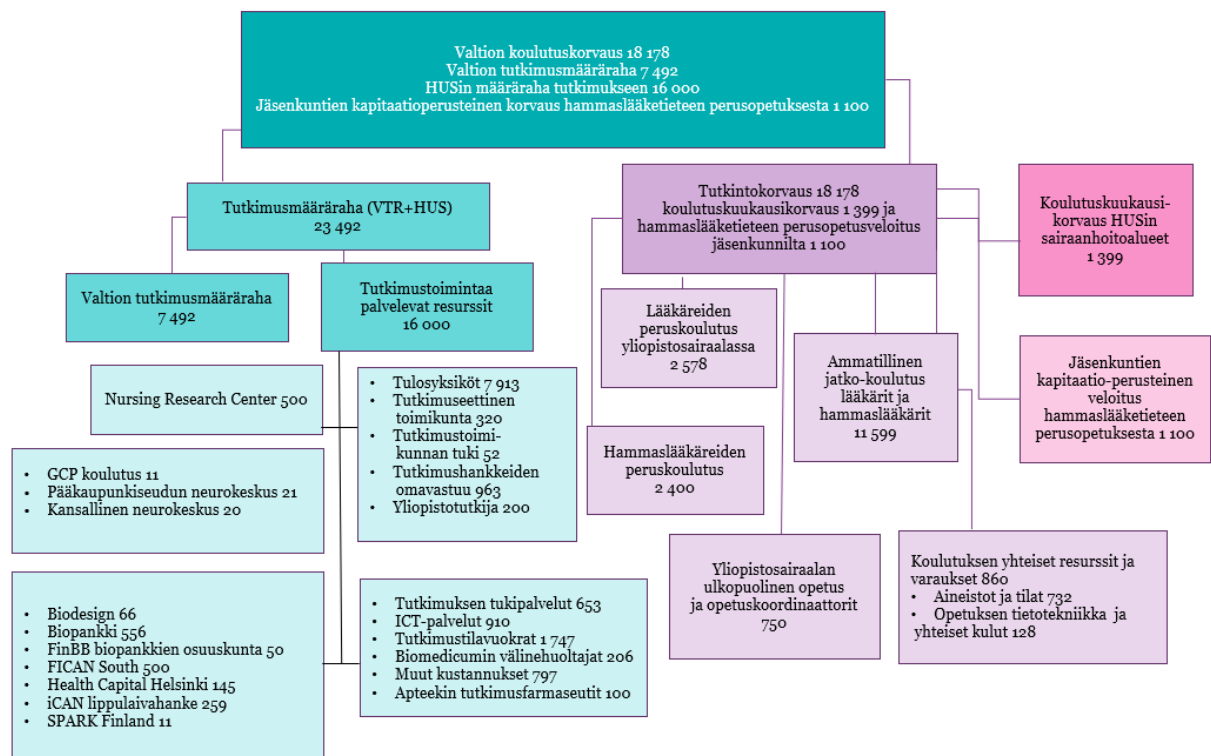 Valtion koulutuskorvaus 18 178
Valtion tutkimusmääräraha 7 492
HUSin määräraha tutkimukseen 16 000
Jäsenkuntien kapitaatioperusteinen korvaus hammaslääketieteen perusopetuksesta 1 100
Tutkimusmääräraha (VTR+HUS)
23 492
Tutkintokorvaus 18 178
koulutuskuukausikorvaus 1 399 ja
hammaslääketieteen perusopetusveloitus
jäsenkunnilta 1 100
Koulutuskuukausi-
korvaus HUSin
sairaanhoitoalueet
1 399
Valtion tutkimusmääräraha
7 492
Tutkimustoimintaa
palvelevat resurssit
16 000
Lääkäreiden
peruskoulutus
yliopistosairaalassa
2 578
Ammatillinen
jatko-koulutus
lääkärit ja
hammaslääkärit
11 599
Jäsenkuntien
kapitaatio-perusteinen
veloitus
hammaslääketieteen
perusopetuksesta 1 100
Nursing Research Center 500
• Tulosyksiköt 7 913
• Tutkimuseettinen
toimikunta 320
• Tutkimustoimi-
kunnan tuki 52
• Tutkimushankkeiden
omavastuu 963
• Yliopistotutkija 200
Hammaslääkäreiden
peruskoulutus
2 400
• GCP koulutus 11
• Pääkaupunkiseudun neurokeskus 21
• Kansallinen neurokeskus 20
Yliopistosairaalan
ulkopuolinen opetus
ja opetuskoordinaattorit
750
Koulutuksen yhteiset resurssit ja
varaukset 860
• Aineistot ja tilat 732
• Opetuksen tietotekniikka ja
yhteiset kulut 128
• Biodesign 66
• Biopankki 556
• FinBB biopankkien osuuskunta 50
• FICAN South 500
• Health Capital Helsinki 145
• iCAN lippulaivahanke 259
• SPARK Finland 11
• Tutkimuksen tukipalvelut 653
• ICT-palvelut 910
• Tutkimustilavuokrat 1 747
• Biomedicumin välinehuoltajat 206
• Muut kustannukset 797
• Apteekin tutkimusfarmaseutit 100